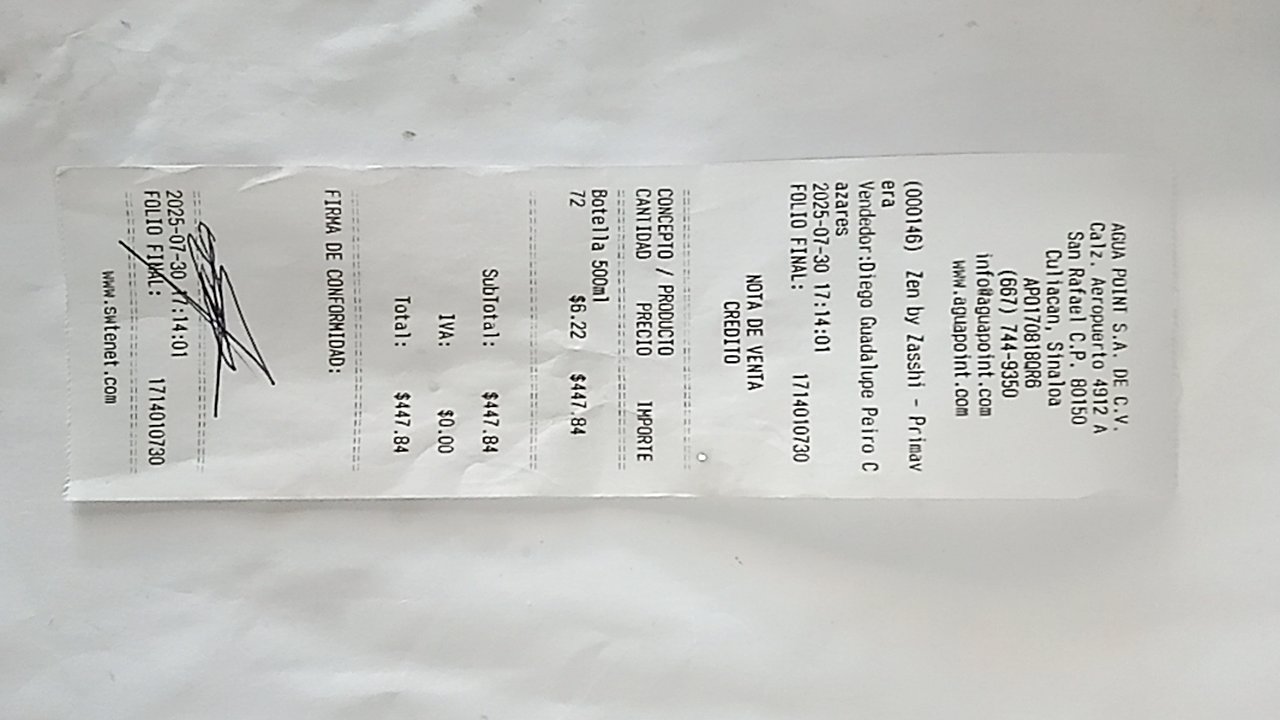 AGUA POINT S.A. DE C.V.
Calz. Aeropuerto 4912 A
San Rafael C.P. 80150
Culiacan, Sinaloa
APO170818QR6
(667) 744-9350
info@aguapoint.com
www.aguapoint.com
(000146) Zen by Zasshi - Primav
era
Vendedor:Diego Guadalupe Peiro C
azares
2025-07-30 17:14:01
FOLIO FINAL: 1714010730
NOTA DE VENTA
CREDITO
CONCEPTO / PRODUCTO
CANTIDAD PRECIO IMPORTE
Botella 500ml
72 $6.22 $447.84
SubTotal: $447.84
IVA: $0.00
Total: $447.84
FIRMA DE CONFORMIDAD:
2025-07-30 17:14:01
FOLIO FINAL: 1714010730
www.swtenet.com